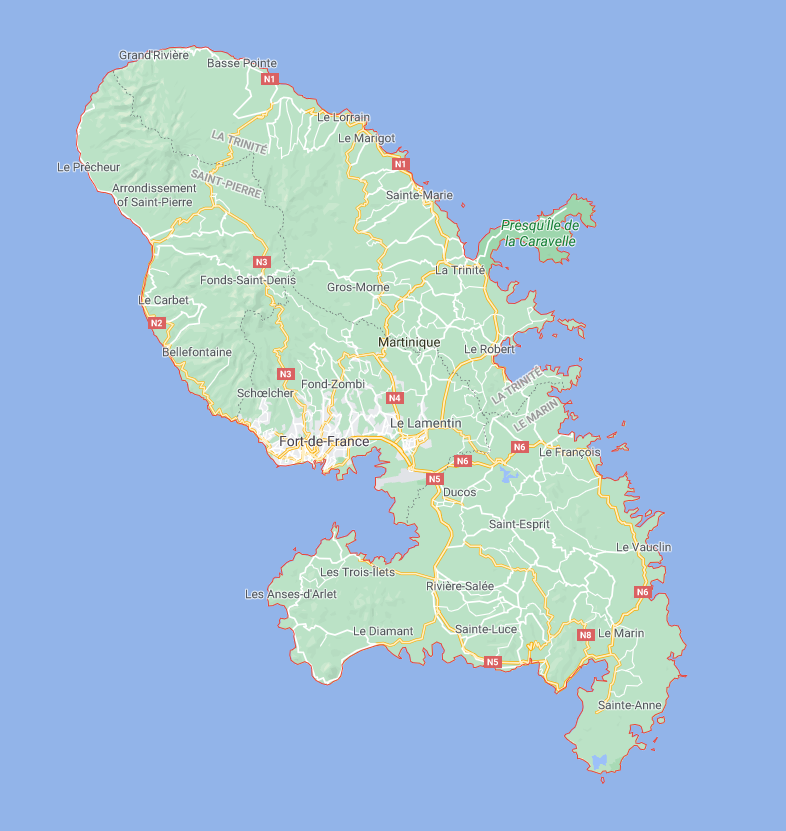 Grand'Rivière
Basse Pointe
N1
Le Lorrain
Le Marigot
LA TRINITÉ
N1
Le Prêcheur
SAINT-PIERRE
Arrondissement
of Saint-Pierre
Sainte-Marie
Presqu'Île de
la Caravelle
N3
La Trinité
Fonds-Saint-Denis
Gros-Morne
Le Carbet
N2
Martinique
Le Robert
Bellefontaine
N3
Fond-Zombi
LA TRINITÉ
Schœlcher
N4
LE MARIN
Le Lamentin
Fort-de-France
N6
Le François
N6
N5
Ducos
Saint-Esprit
Le Vauclin
Les Trois-Îlets
Rivière-Salée
Les Anses-d'Arlet
N6
Le Diamant
Sainte-Luce
N8
Le Marin
N5
Sainte-Anne